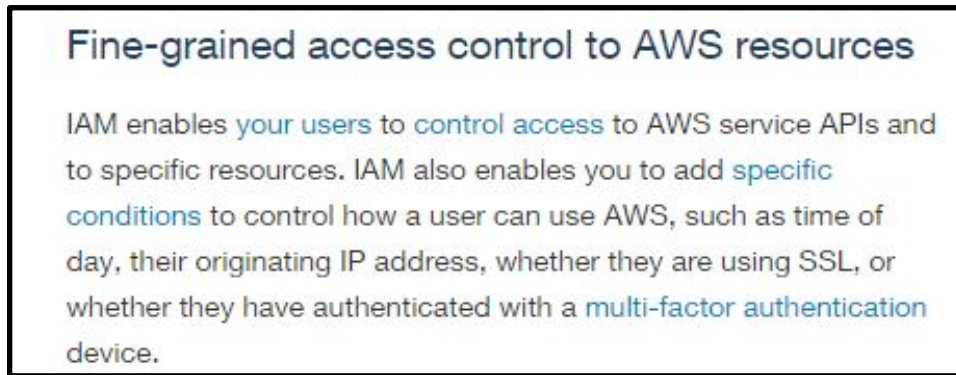 Fine-grained access control to AWS resources
IAM enables your users to control access to AWS service APIs and
to specific resources. IAM also enables you to add specific
conditions to control how a user can use AWS, such as time of
day, their originating IP address, whether they are using SSL, or
whether they have authenticated with a multi-factor authentication
device.